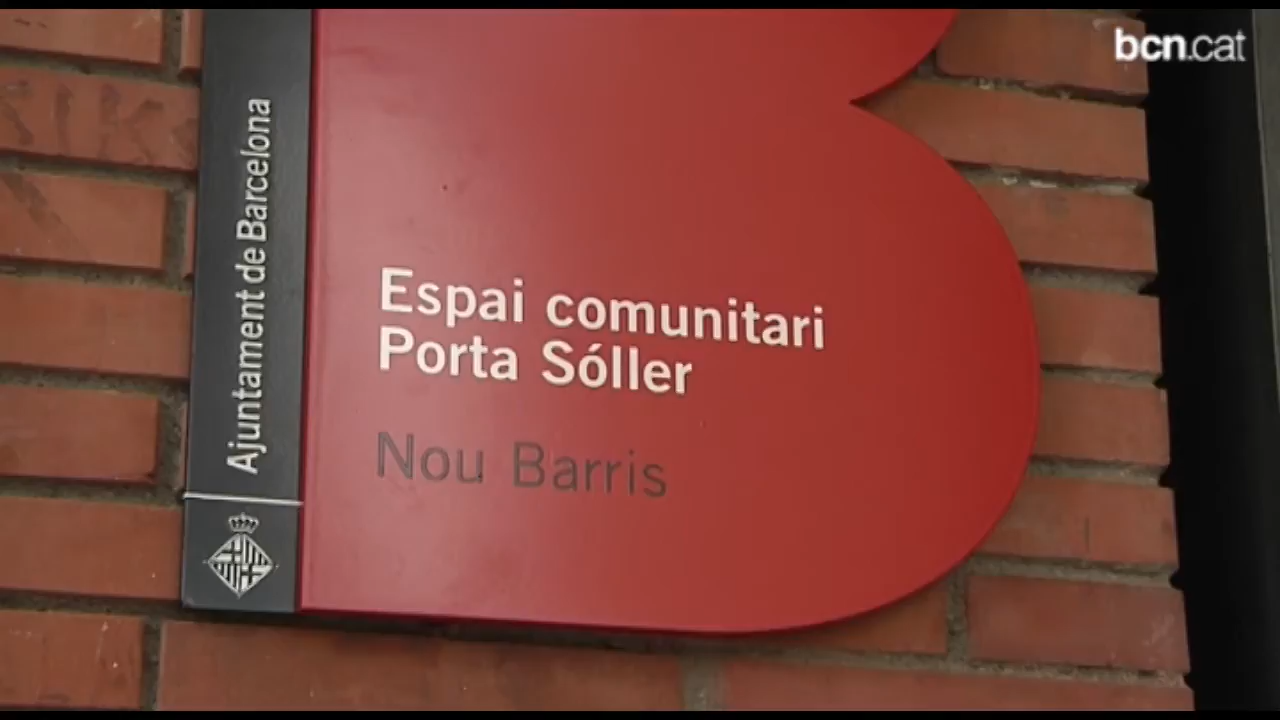 bcn.cat
Ajuntament de Barcelona
Espai comunitari
Porta Sóller
Nou Barris